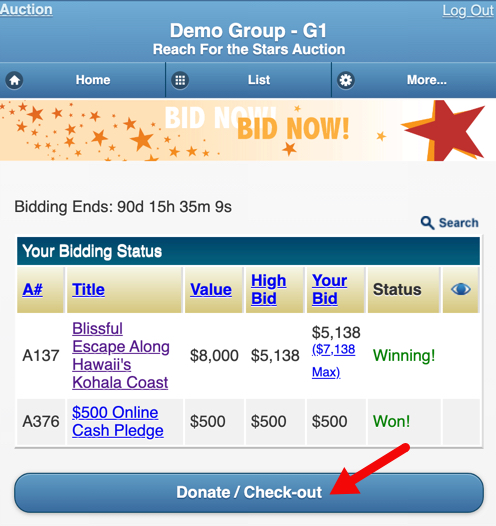 Auction
Log Out
Demo Group - G1
Reach For the Stars Auction
Home
List
More...
BID NOW!
BID NOW!
Bidding Ends: 90d 15h 35m 9s
Search
Your Bidding Status
A#
Title
Value
High
Bid
Your
Bid
Status
A137
Blissful
Escape Along
Hawaii's
Kohala Coast
$8,000
$5,138
$5,138
($7,138
Max)
Winning!
A376
$500 Online
Cash Pledge
$500
$500
$500
Won!
Donate / Check-out